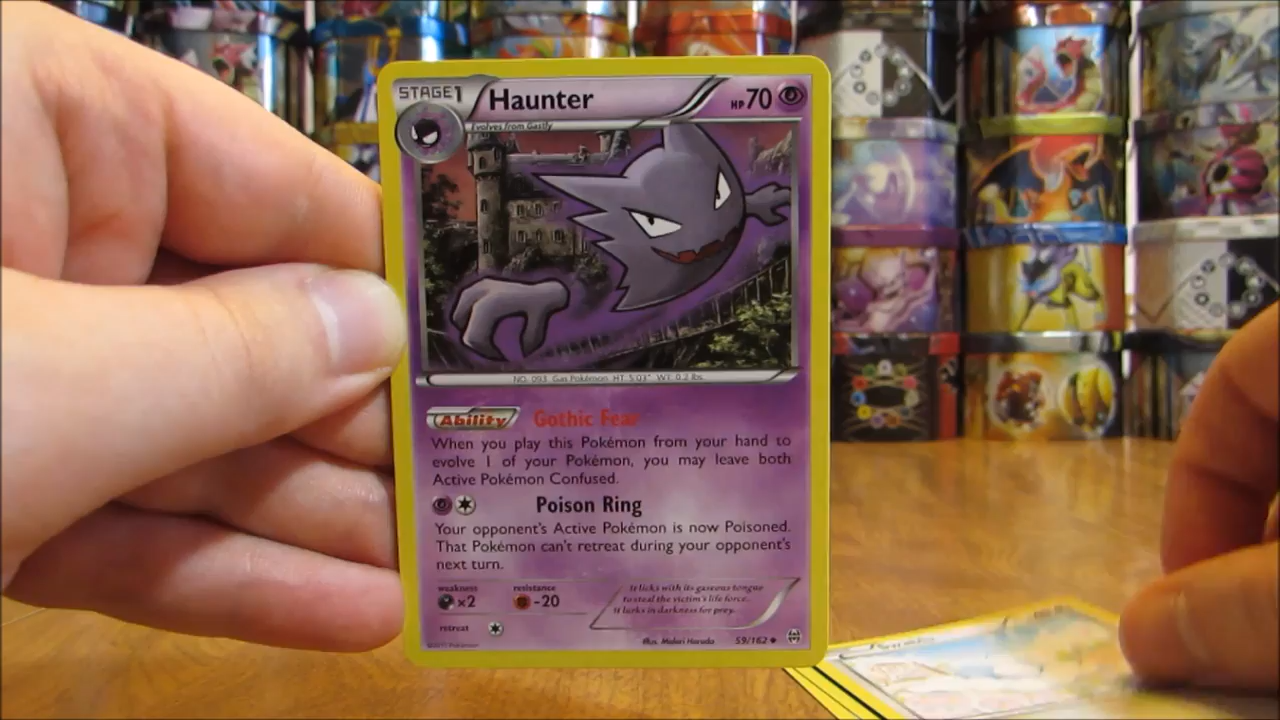 STAGE1 Haunter HP70
Evolves from Gastly
NO. 093 Gas Pokémon HT: 5'03" WT: 0.2 lbs.
Ability Gothic Fear
When you play this Pokémon from your hand to
evolve 1 of your Pokémon, you may leave both
Active Pokémon Confused.
Poison Ring
Your opponent's Active Pokémon is now Poisoned.
That Pokémon can't retreat during your opponent's
next turn.
weakness resistance
×2 -20
It licks with its gaseous tongue
to steal the victim's life force.
It lurks in darkness for prey.
retreat
Illus. Midori Harada 59/162
©2015 Pokémon